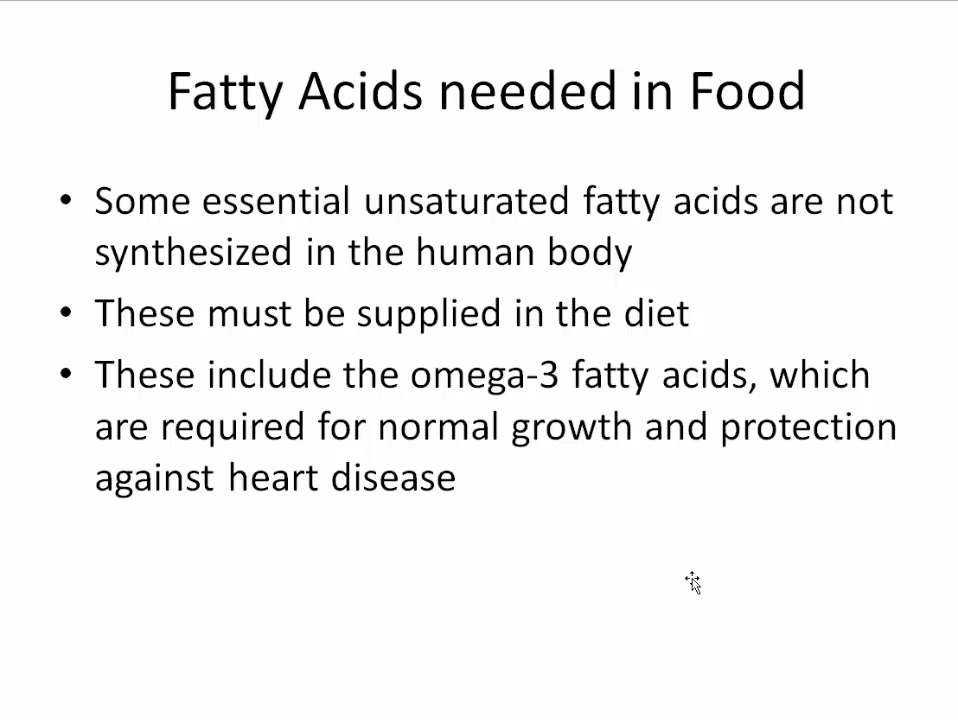 Fatty Acids needed in Food
• Some essential unsaturated fatty acids are not
synthesized in the human body
• These must be supplied in the diet
• These include the omega-3 fatty acids, which
are required for normal growth and protection
against heart disease